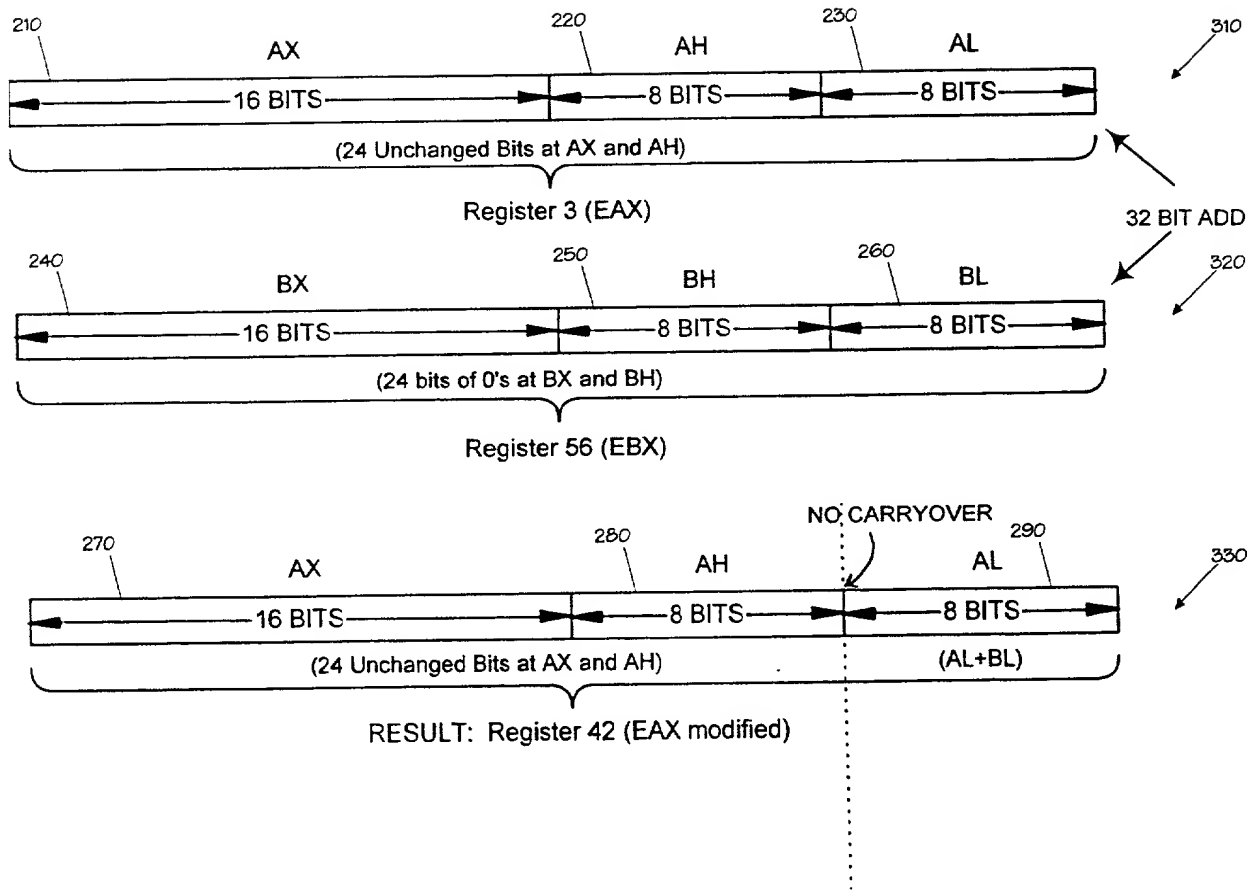 210 220 230
AX AH AL 310
16 BITS 8 BITS 8 BITS
(24 Unchanged Bits at AX and AH)
Register 3 (EAX)
32 BIT ADD
240 250 260
BX BH BL 320
16 BITS 8 BITS 8 BITS
(24 bits of 0's at BX and BH)
Register 56 (EBX)
NO CARRYOVER
270 280 290
AX AH AL 330
16 BITS 8 BITS 8 BITS
(24 Unchanged Bits at AX and AH) (AL+BL)
RESULT: Register 42 (EAX modified)